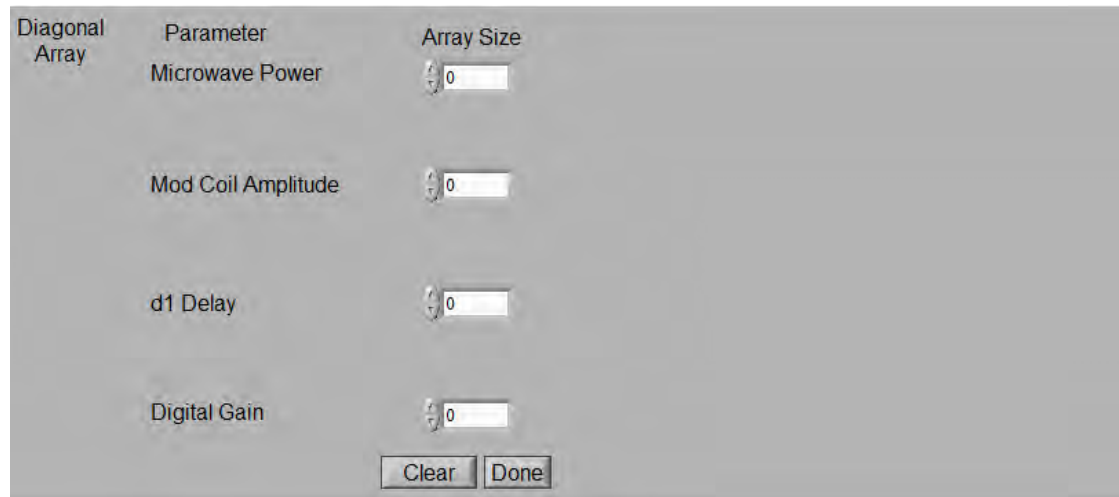 Diagonal Array
Parameter
Array Size
Microwave Power
0
Mod Coil Amplitude
0
d1 Delay
0
Digital Gain
0
Clear
Done